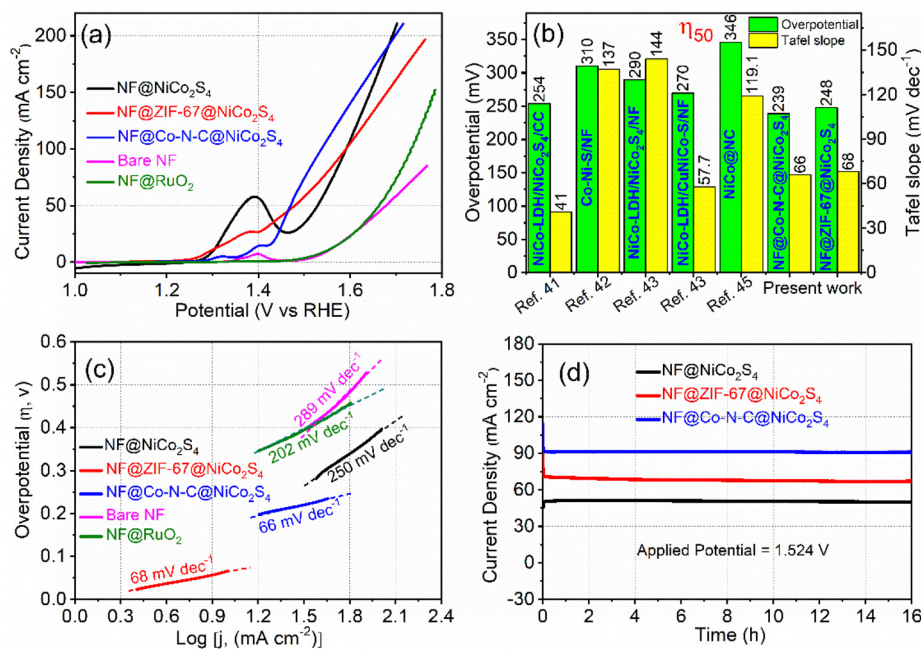 (a)
NF@NiCo₂S₄
NF@ZIF-67@NiCo₂S₄
NF@Co-N-C@NiCo₂S₄
Bare NF
NF@RuO₂
Current Density (mA cm⁻²)
0
50
100
150
200
1.0
1.2
1.4
1.6
1.8
Potential (V vs RHE)
(b)
η₅₀
Overpotential
Tafel slope
Overpotential (mV)
0
50
100
150
200
250
300
350
Tafel slope (mV dec⁻¹)
0
30
60
90
120
150
254
41
310
137
290
144
270
57.7
346
119.1
239
66
248
68
NiCo-LDH/NiCo₂S₄/CC
Co-Ni-S/NF
NiCo-LDH/NiCo₂S₄/NF
NiCo-LDH/CuNiCo-S/NF
NiCo@NC
NF@Co-N-C@NiCo₂S₄
NF@ZIF-67@NiCo₂S₄
Ref. 41
Ref. 42
Ref. 43
Ref. 43
Ref. 45
Present work
(c)
NF@NiCo₂S₄
NF@ZIF-67@NiCo₂S₄
NF@Co-N-C@NiCo₂S₄
Bare NF
NF@RuO₂
289 mV dec⁻¹
202 mV dec⁻¹
250 mV dec⁻¹
66 mV dec⁻¹
68 mV dec⁻¹
Overpotential (η, v)
0.0
0.1
0.2
0.3
0.4
0.5
0.6
0.0
0.3
0.6
0.9
1.2
1.5
1.8
2.1
2.4
Log [j, (mA cm⁻²)]
(d)
NF@NiCo₂S₄
NF@ZIF-67@NiCo₂S₄
NF@Co-N-C@NiCo₂S₄
Applied Potential = 1.524 V
Current Density (mA cm⁻²)
-30
0
30
60
90
120
150
180
0
2
4
6
8
10
12
14
16
Time (h)